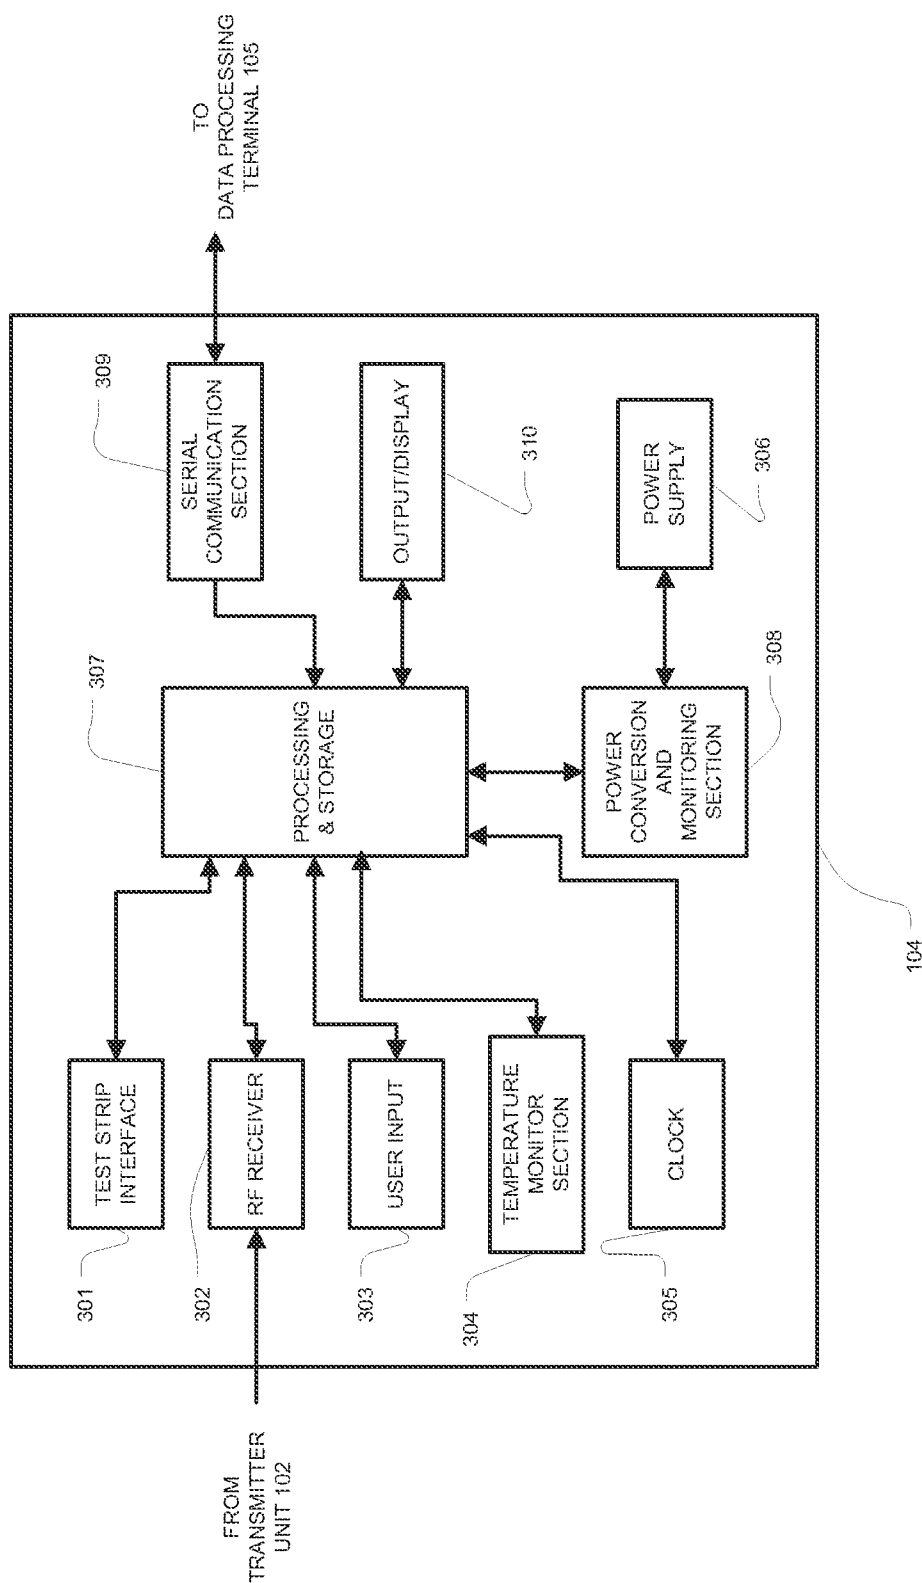 FROM
TRANSMITTER
UNIT 102
301
TEST STRIP
INTERFACE
302
RF RECEIVER
303
USER INPUT
304
TEMPERATURE
MONITOR
SECTION
305
CLOCK
307
PROCESSING
& STORAGE
309
SERIAL
COMMUNICATION
SECTION
OUTPUT/DISPLAY
310
POWER
CONVERSION
AND
MONITORING
SECTION
308
POWER
SUPPLY
306
TO
DATA PROCESSING
TERMINAL 105
104